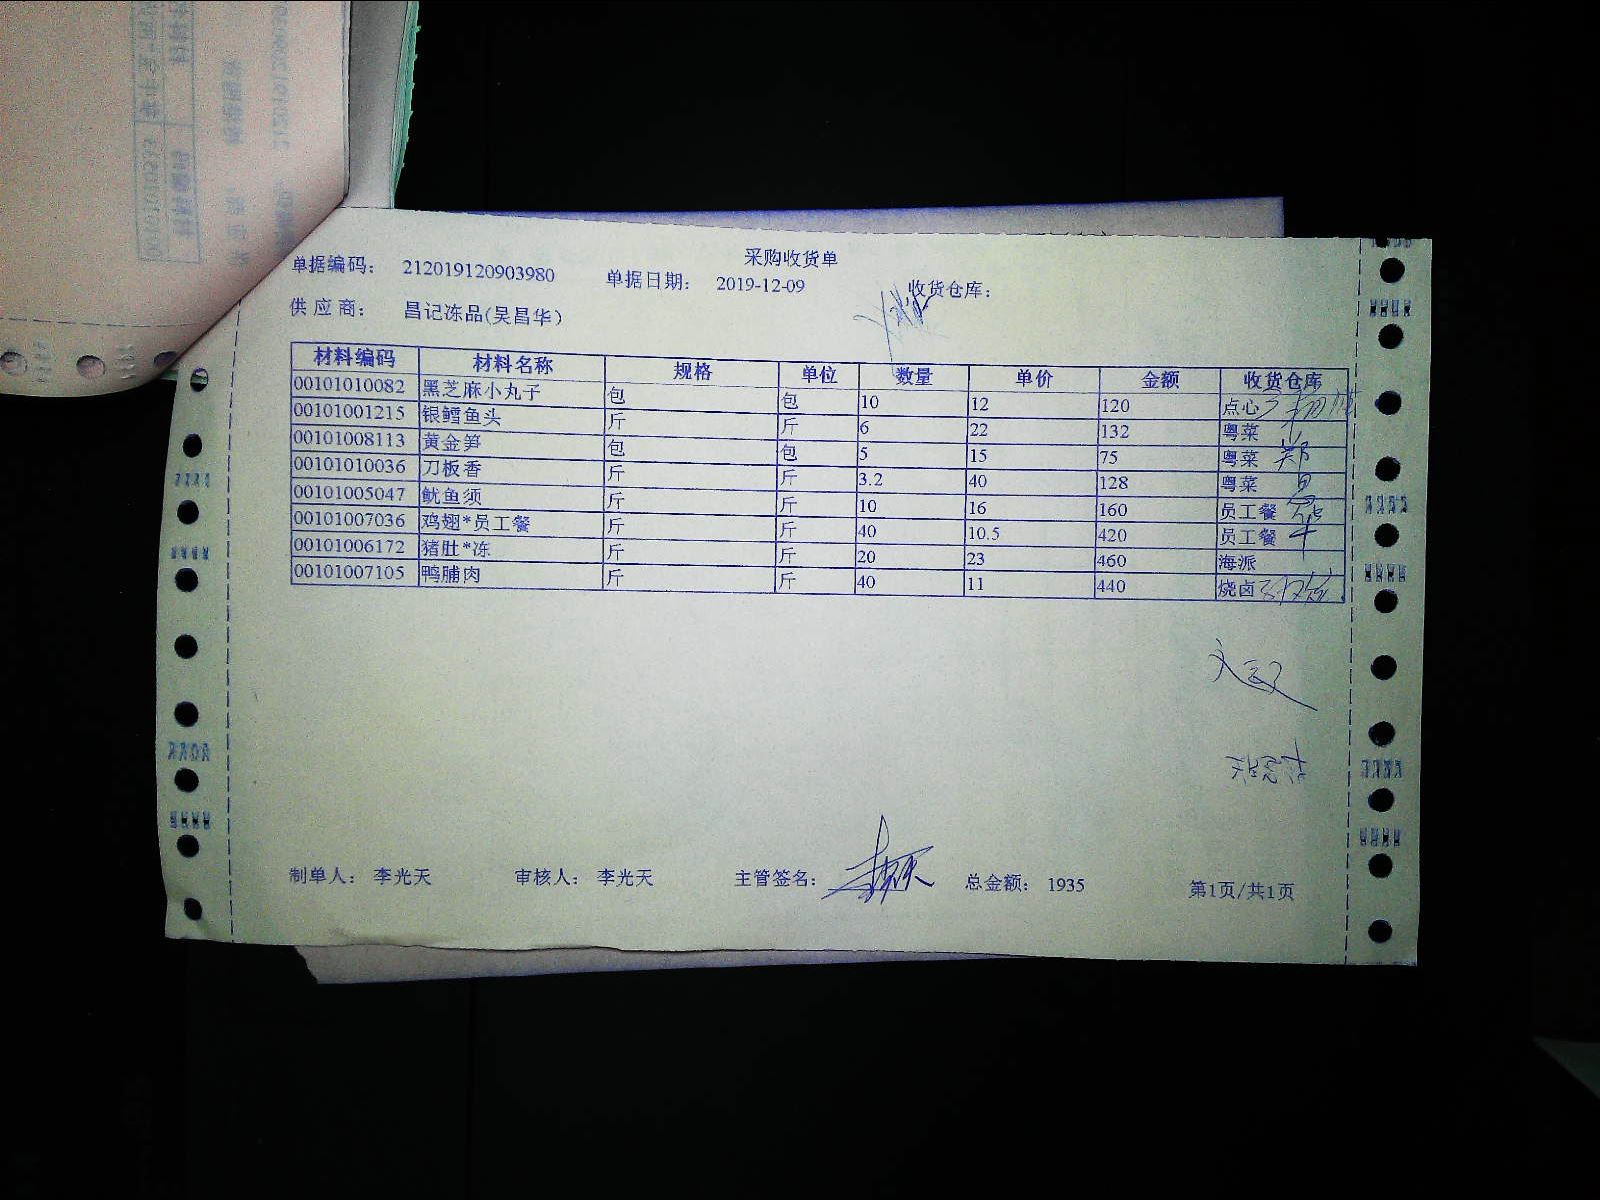 采购收货单
单据编码： 212019120903980 单据日期： 2019-12-09 收货仓库：
供应商： 昌记冻品(吴昌华)
材料编码 材料名称 规格 单位 数量 单价 金额 收货仓库
00101010082 黑芝麻小丸子 包 包 10 12 120 点心
00101001215 银鳕鱼头 斤 斤 6 22 132 粤菜
00101008113 黄金笋 包 包 5 15 75 粤菜
00101010036 刀板香 斤 斤 3.2 40 128 粤菜
00101005047 鱿鱼须 斤 斤 10 16 160 员工餐
00101007036 鸡翅*员工餐 斤 斤 40 10.5 420 员工餐
00101006172 猪肚*冻 斤 斤 20 23 460 海派
00101007105 鸭脯肉 斤 斤 40 11 440 烧卤
制单人： 李光天 审核人： 李光天 主管签名： 总金额： 1935 第1页/共1页